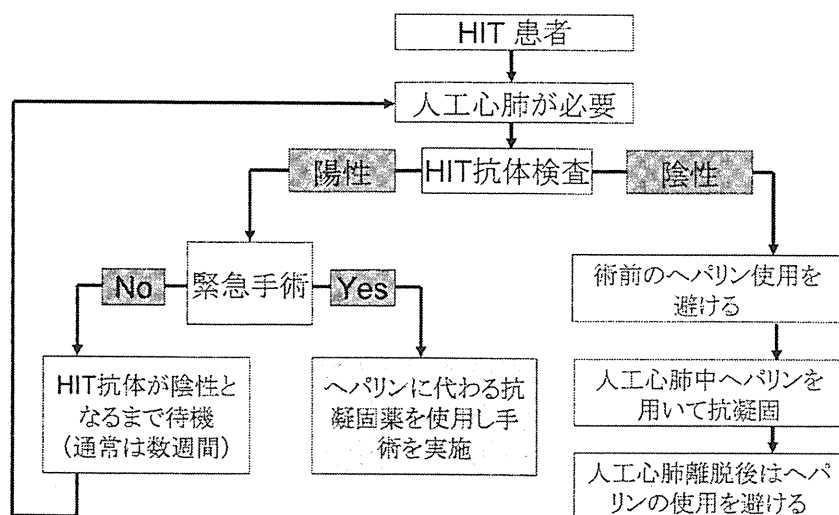 HIT 患者
人工心肺が必要
陽性
HIT抗体検査
陰性
No
緊急手術
Yes
術前のヘパリン使用を
避ける
HIT抗体が陰性と
なるまで待機
（通常は数週間）
ヘパリンに代わる抗
凝固薬を使用し手
術を実施
人工心肺中ヘパリンを
用いて抗凝固
人工心肺離脱後はヘパ
リンの使用を避ける